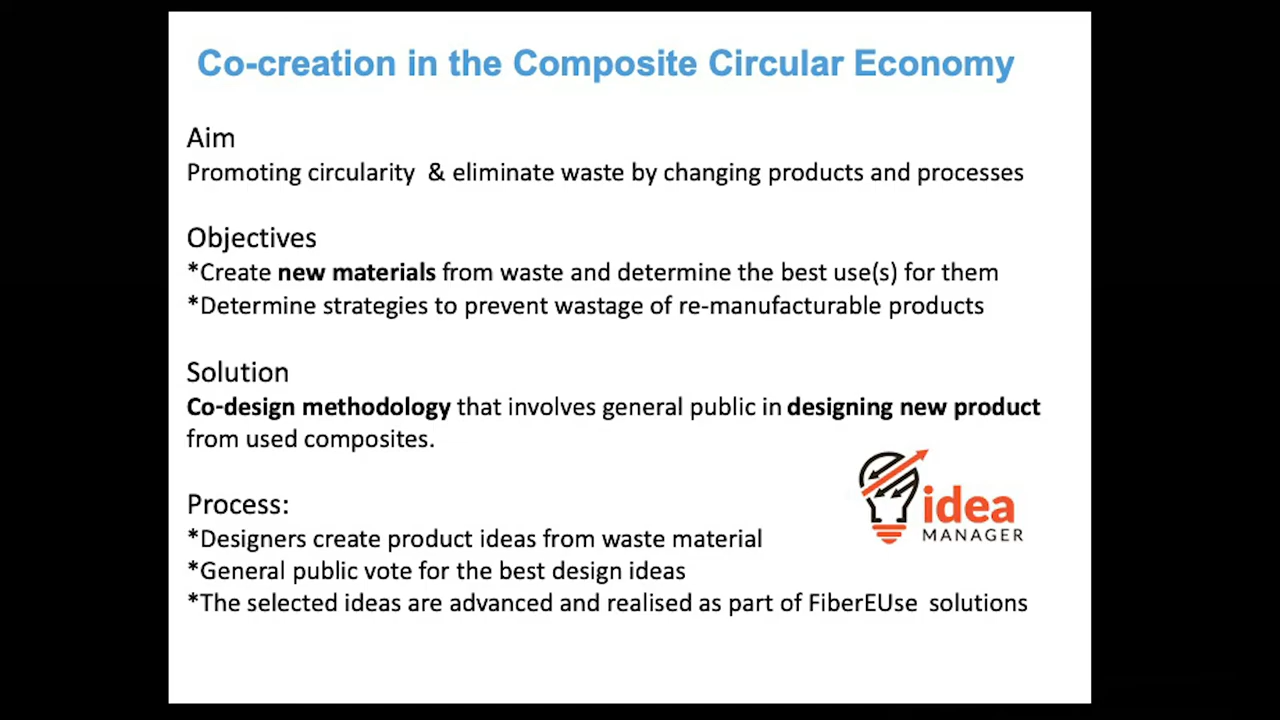 Co-creation in the Composite Circular Economy
Aim
Promoting circularity & eliminate waste by changing products and processes
Objectives
*Create new materials from waste and determine the best use(s) for them
*Determine strategies to prevent wastage of re-manufacturable products
Solution
Co-design methodology that involves general public in designing new product
from used composites.
Process:
*Designers create product ideas from waste material
*General public vote for the best design ideas
*The selected ideas are advanced and realised as part of FiberEUse solutions
idea
MANAGER